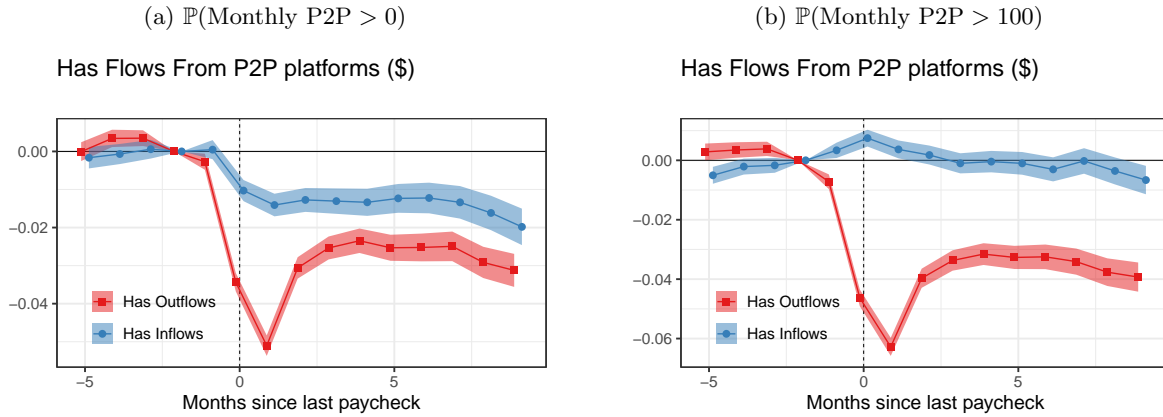 (a) ℙ(Monthly P2P > 0)
Has Flows From P2P platforms ($)
0.00
−0.02
−0.04
Has Outflows
Has Inflows
−5
0
5
Months since last paycheck
(b) ℙ(Monthly P2P > 100)
Has Flows From P2P platforms ($)
0.00
−0.02
−0.04
−0.06
Has Outflows
Has Inflows
−5
0
5
Months since last paycheck